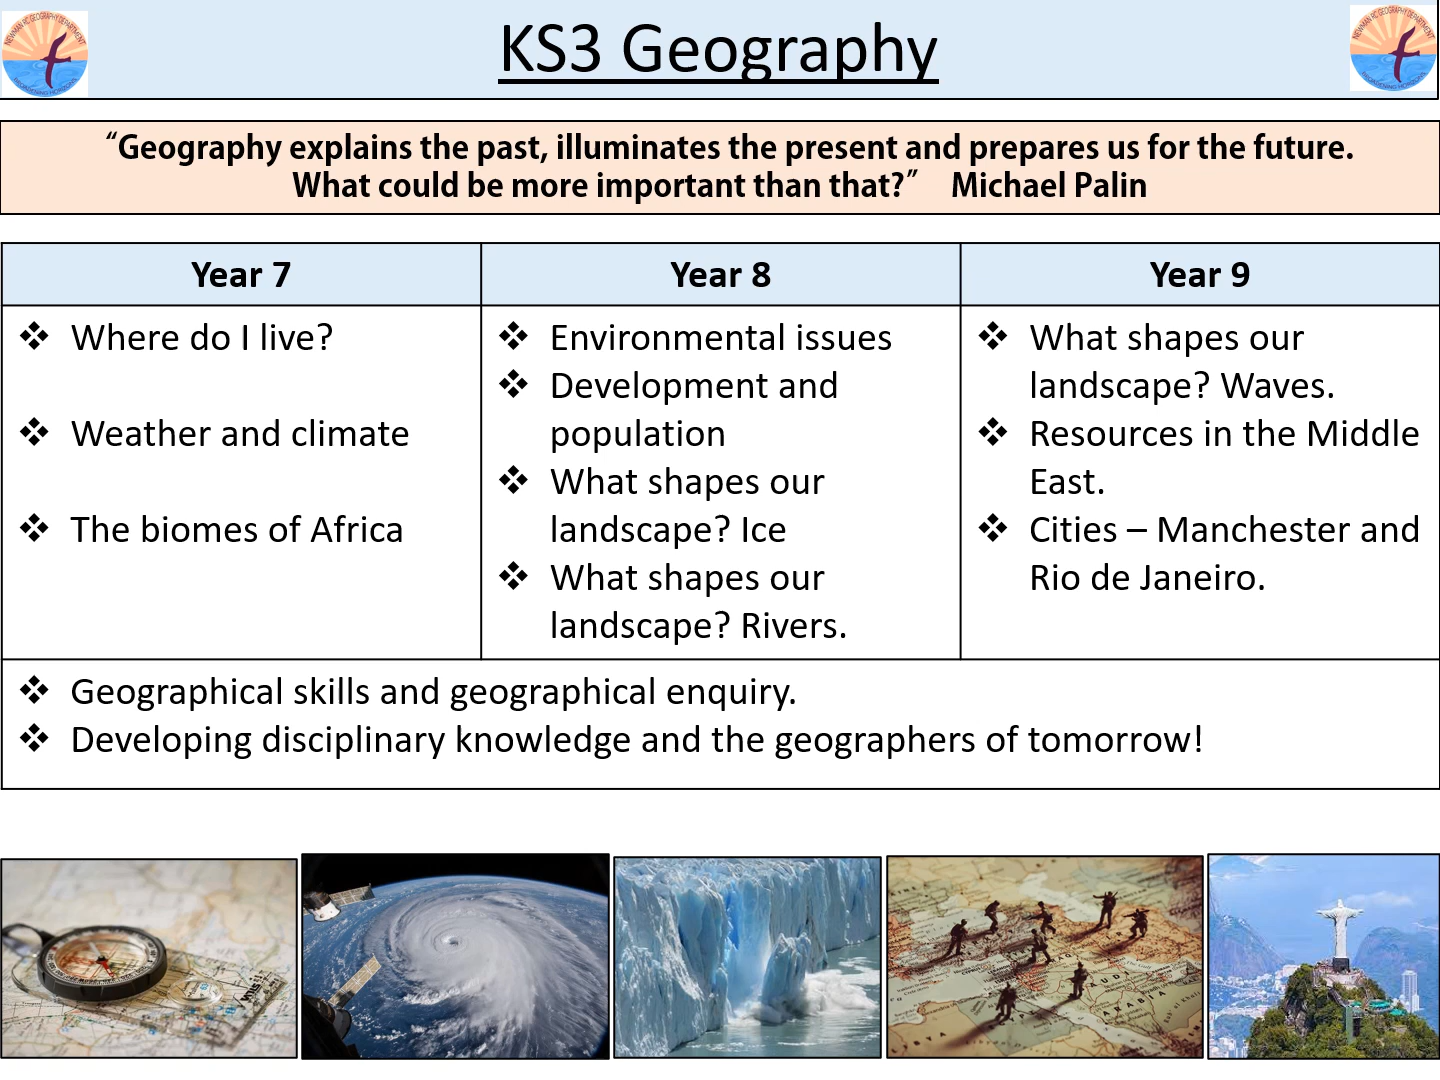 KS3 Geography
“Geography explains the past, illuminates the present and prepares us for the future.
What could be more important than that?” Michael Palin
Year 7
❖ Where do I live?
❖ Weather and climate
❖ The biomes of Africa
Year 8
❖ Environmental issues
❖ Development and
population
❖ What shapes our
landscape? Ice
❖ What shapes our
landscape? Rivers.
Year 9
❖ What shapes our
landscape? Waves.
❖ Resources in the Middle
East.
❖ Cities – Manchester and
Rio de Janeiro.
❖ Geographical skills and geographical enquiry.
❖ Developing disciplinary knowledge and the geographers of tomorrow!